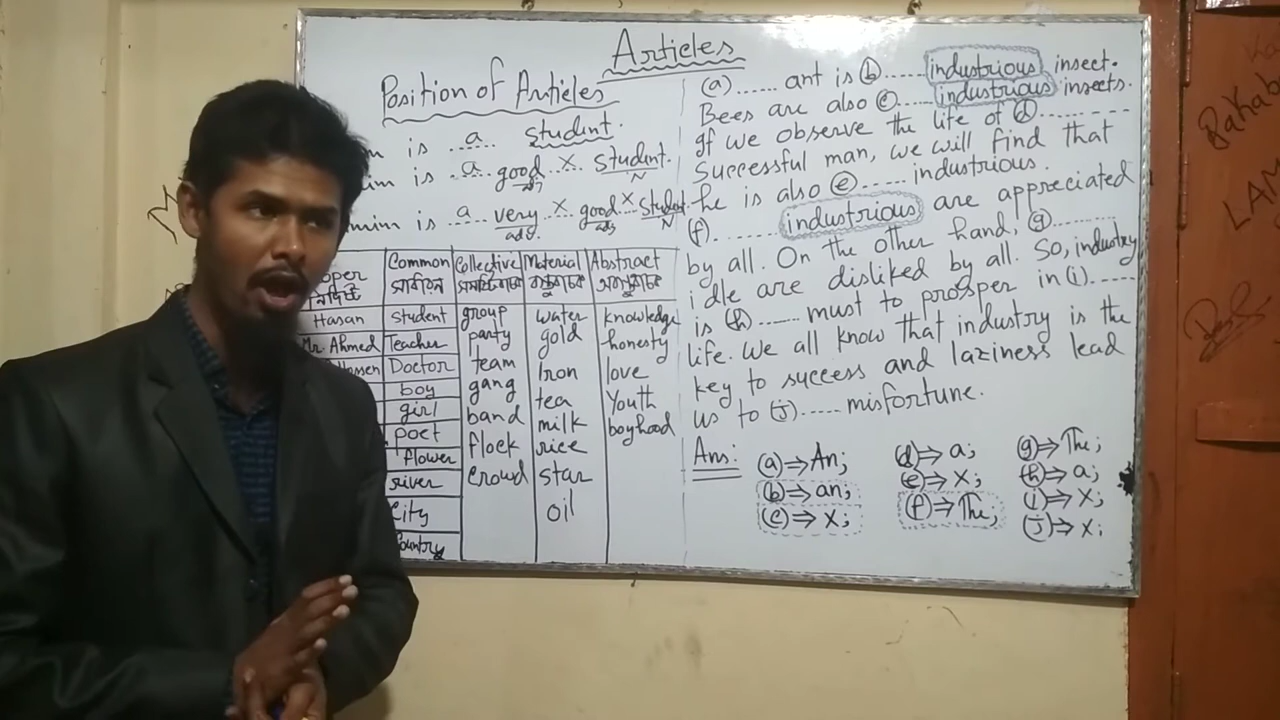 Articles
Position of Articles
is ..a.. student.
is ..a.. good ..x.. student.
adj N
is ..a.. very ..x.. good x student
adv. adj N
Common Collective Material Abstract
Hasan student group water knowledge
Mr. Ahmed Teacher party gold honesty
Doctor team Iron love
boy gang tea Youth
girl band milk boyhood
poet flock rice
flower crowd star
river oil
City
Country
(a) ...... ant is (b) ...... industrious insect.
Bees are also (c) ...... industrious insects.
If we observe the life of (d) ......
Successful man, we will find that
he is also (e) ...... industrious.
(f). ...... industrious are appreciated
by all. On the other hand, (g) ......
idle are disliked by all. So, industry
is (h) ...... must to prosper in (i). ......
life. We all know that industry is the
key to success and laziness lead
us to (j) ...... misfortune.
Ans:
(a) ⇒ An; (d) ⇒ a; (g) ⇒ The;
(b) ⇒ an; (e) ⇒ x; (h) ⇒ a;
(c) ⇒ x; (f) ⇒ The; (i) ⇒ x;
(j) ⇒ x;